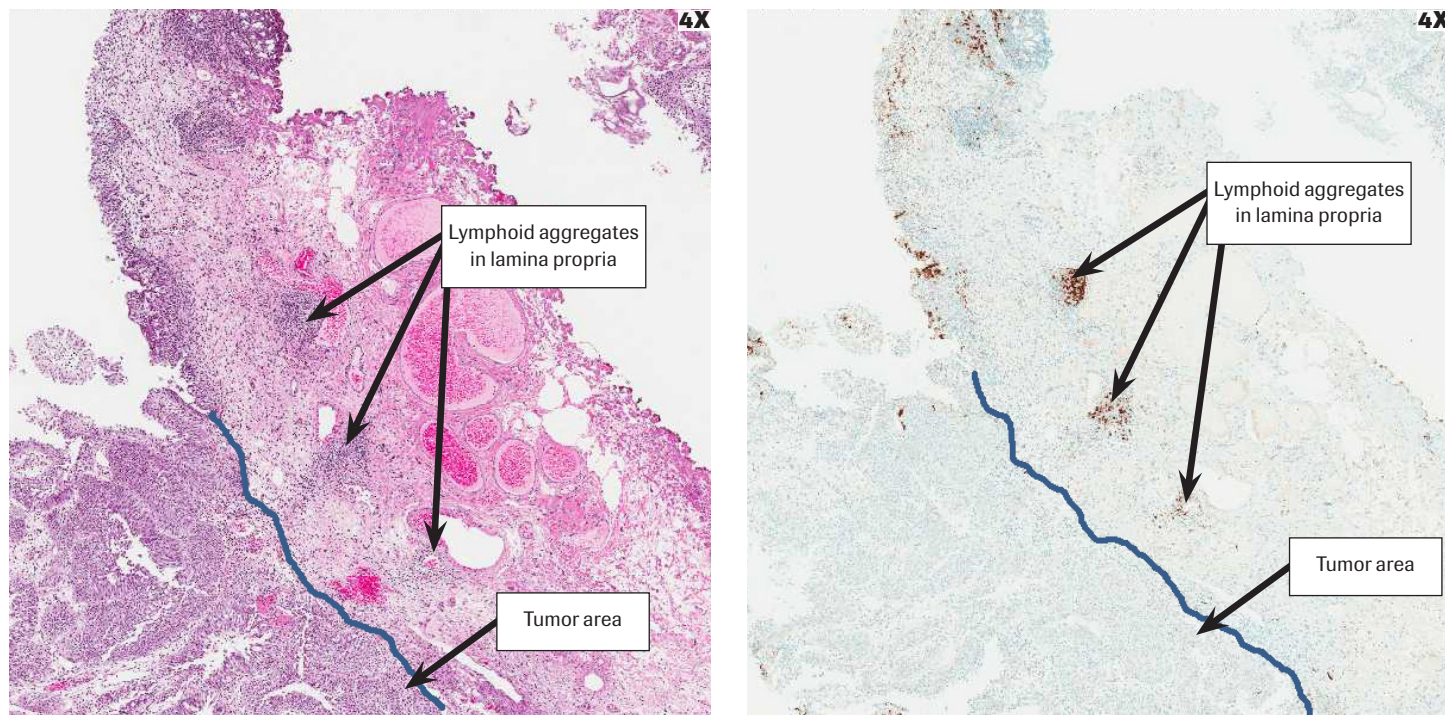 4X
Lymphoid aggregates
in lamina propria
Tumor area
4X
Lymphoid aggregates
in lamina propria
Tumor area